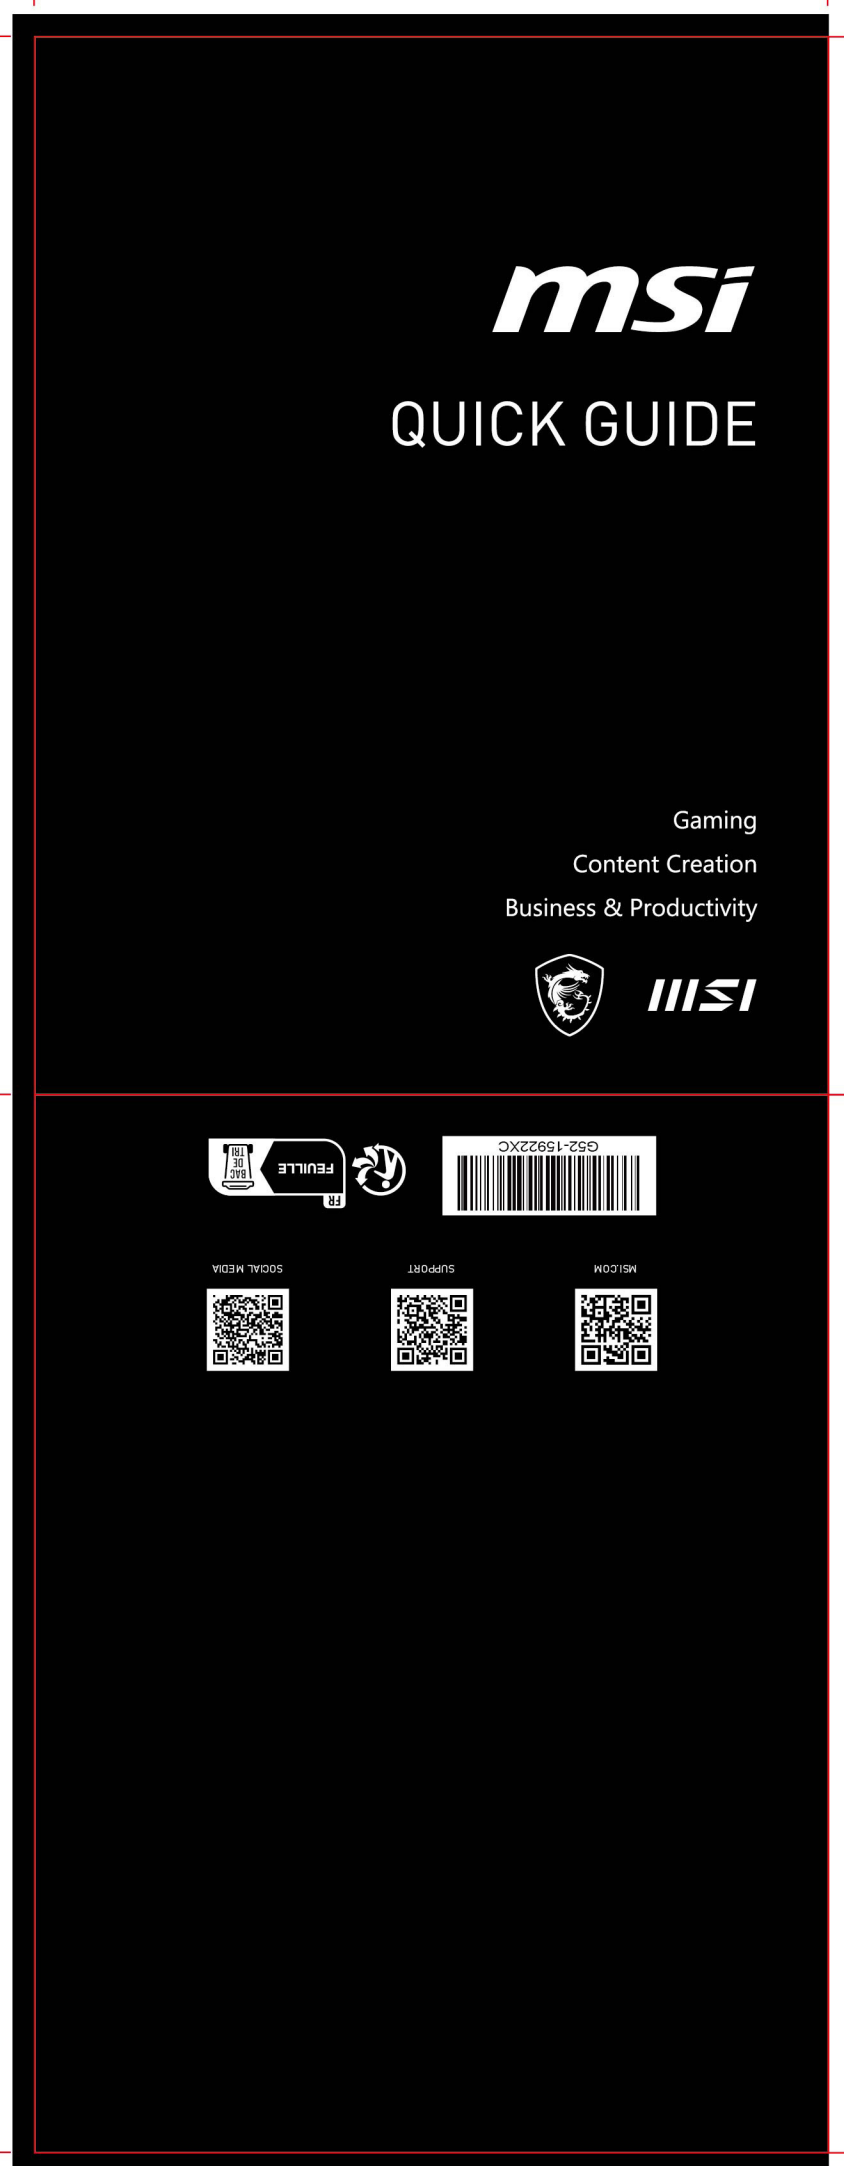 msi
QUICK GUIDE
Gaming
Content Creation
Business & Productivity
MSI
G52-15922XC
FR
FEUILLE
BAC
DE
TRI
MSI.COM
SUPPORT
SOCIAL MEDIA